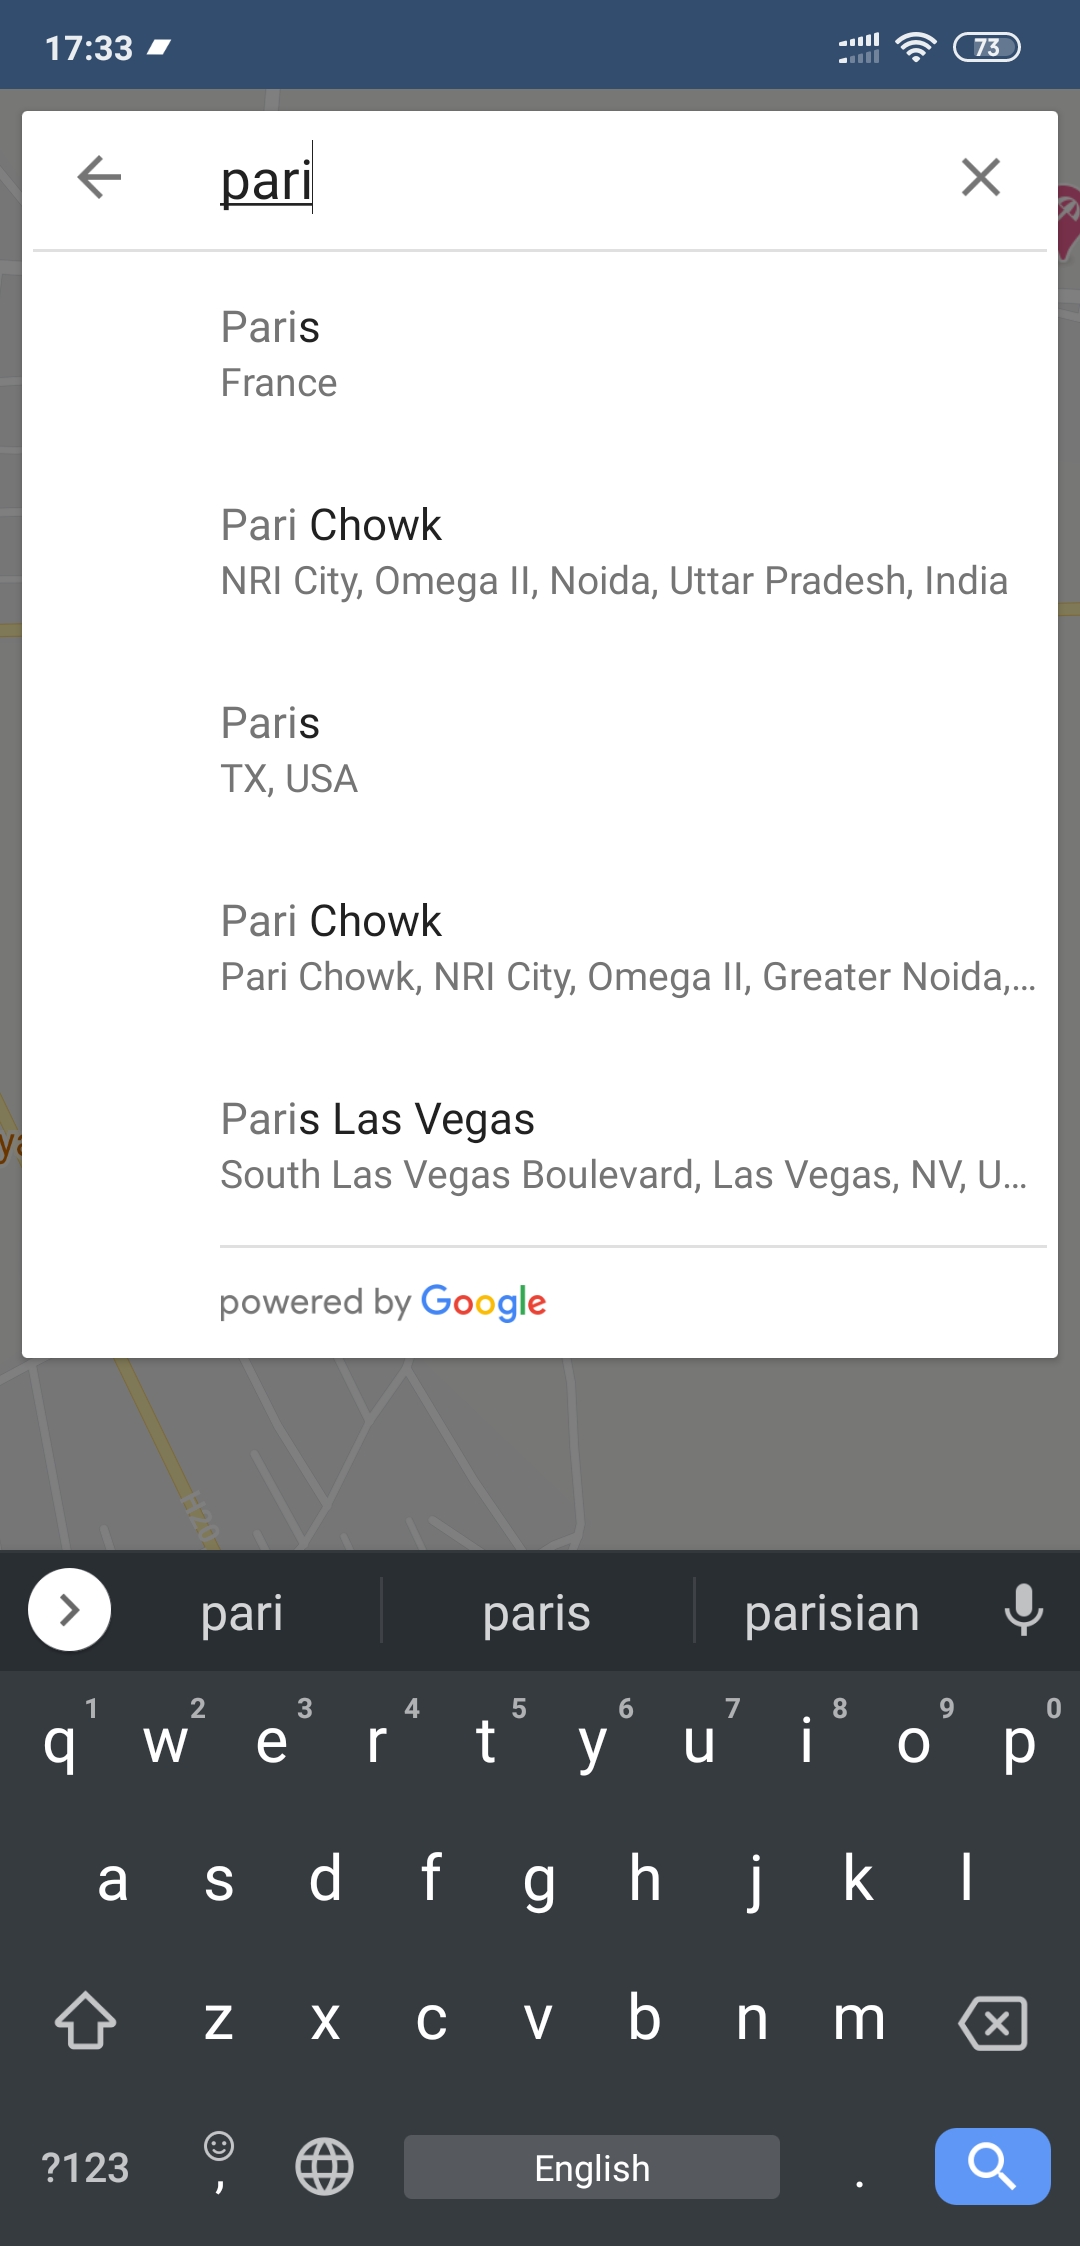 17:33
73
pari
Paris
France
Pari Chowk
NRI City, Omega II, Noida, Uttar Pradesh, India
Paris
TX, USA
Pari Chowk
Pari Chowk, NRI City, Omega II, Greater Noida,...
Paris Las Vegas
South Las Vegas Boulevard, Las Vegas, NV, U...
powered by Google
H20
pari paris parisian
1 2 3 4 5 6 7 8 9 0
q w e r t y u i o p
a s d f g h j k l
z x c v b n m
?123 , English .